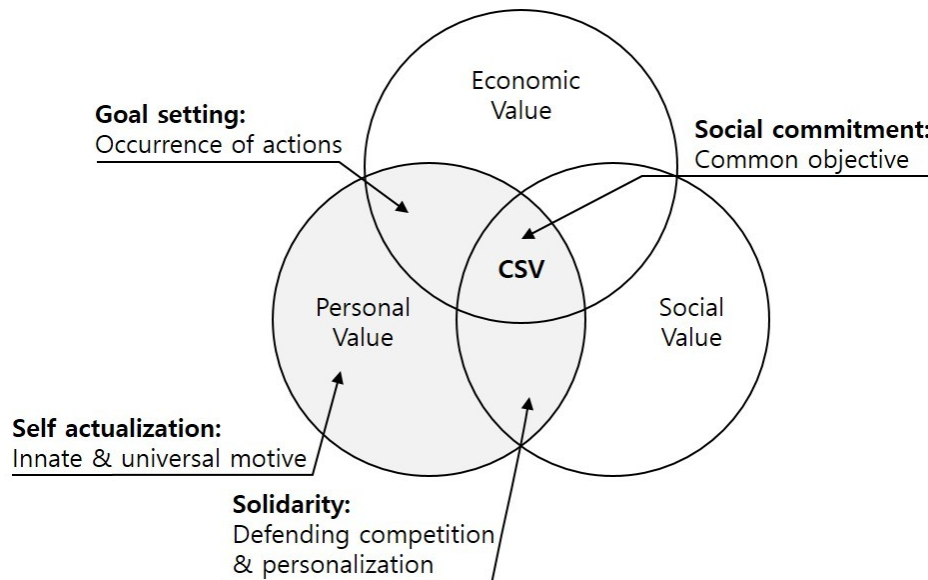 Economic
Value
Goal setting:
Occurrence of actions
Social commitment:
Common objective
CSV
Personal
Value
Social
Value
Self actualization:
Innate & universal motive
Solidarity:
Defending competition
& personalization